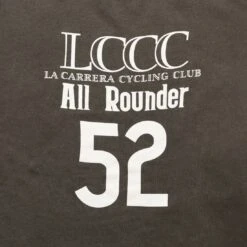 LCCC
LA CARRERA CYCLING CLUB
All Rounder
52